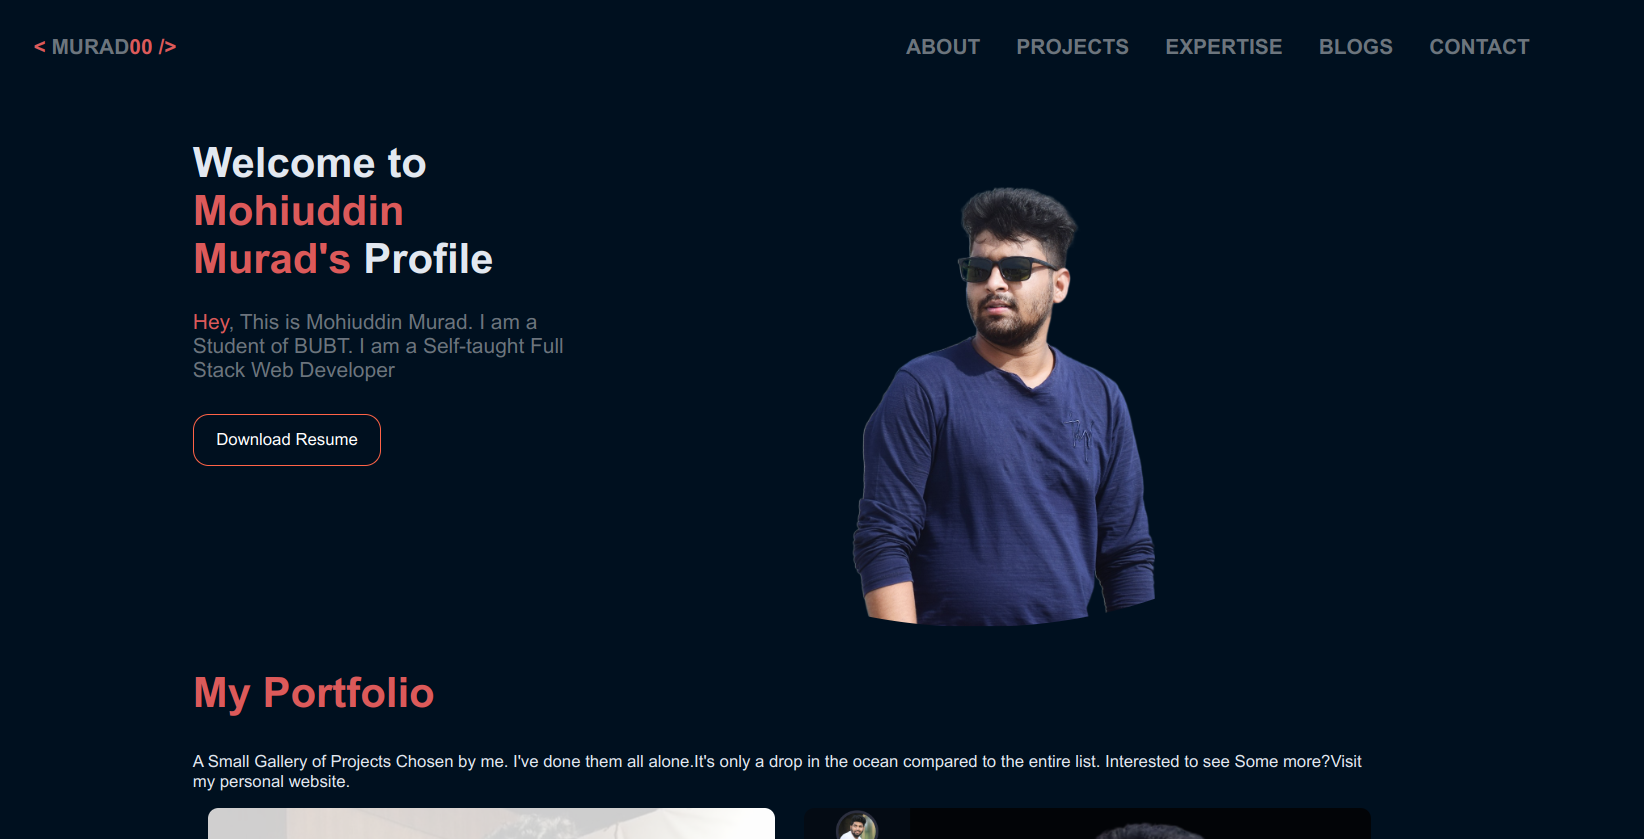 < MURAD00 />
ABOUT PROJECTS EXPERTISE BLOGS CONTACT
Welcome to
Mohiuddin
Murad's Profile
Hey, This is Mohiuddin Murad. I am a
Student of BUBT. I am a Self-taught Full
Stack Web Developer
Download Resume
My Portfolio
A Small Gallery of Projects Chosen by me. I've done them all alone.It's only a drop in the ocean compared to the entire list. Interested to see Some more?Visit
my personal website.